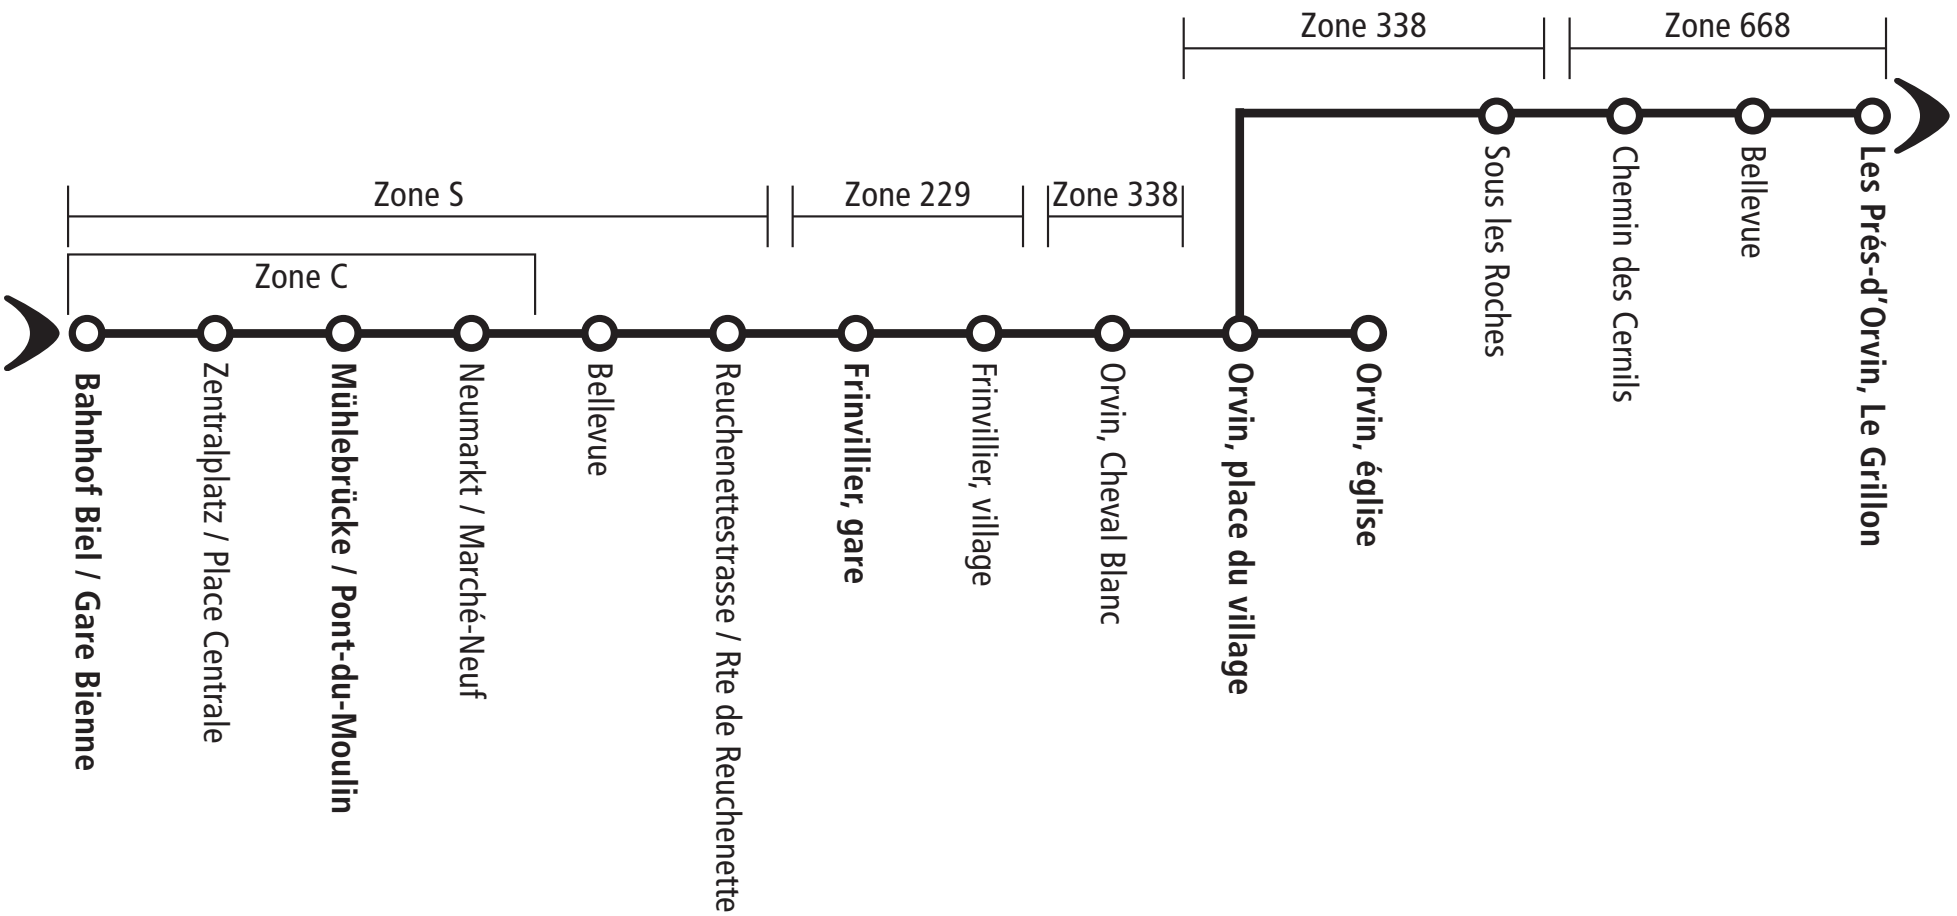 Zone 338
Zone 668
Zone S
Zone 229
Zone 338
Zone C
Bahnhof Biel / Gare Bienne
Zentralplatz / Place Centrale
Mühlebrücke / Pont-du-Moulin
Neumarkt / Marché-Neuf
Bellevue
Reuchenettestrasse / Rte de Reuchenette
Frinvillier, gare
Frinvillier, village
Orvin, Cheval Blanc
Orvin, place du village
Orvin, église
Sous les Roches
Chemin des Cernils
Bellevue
Les Prés-d'Orvin, Le Grillon